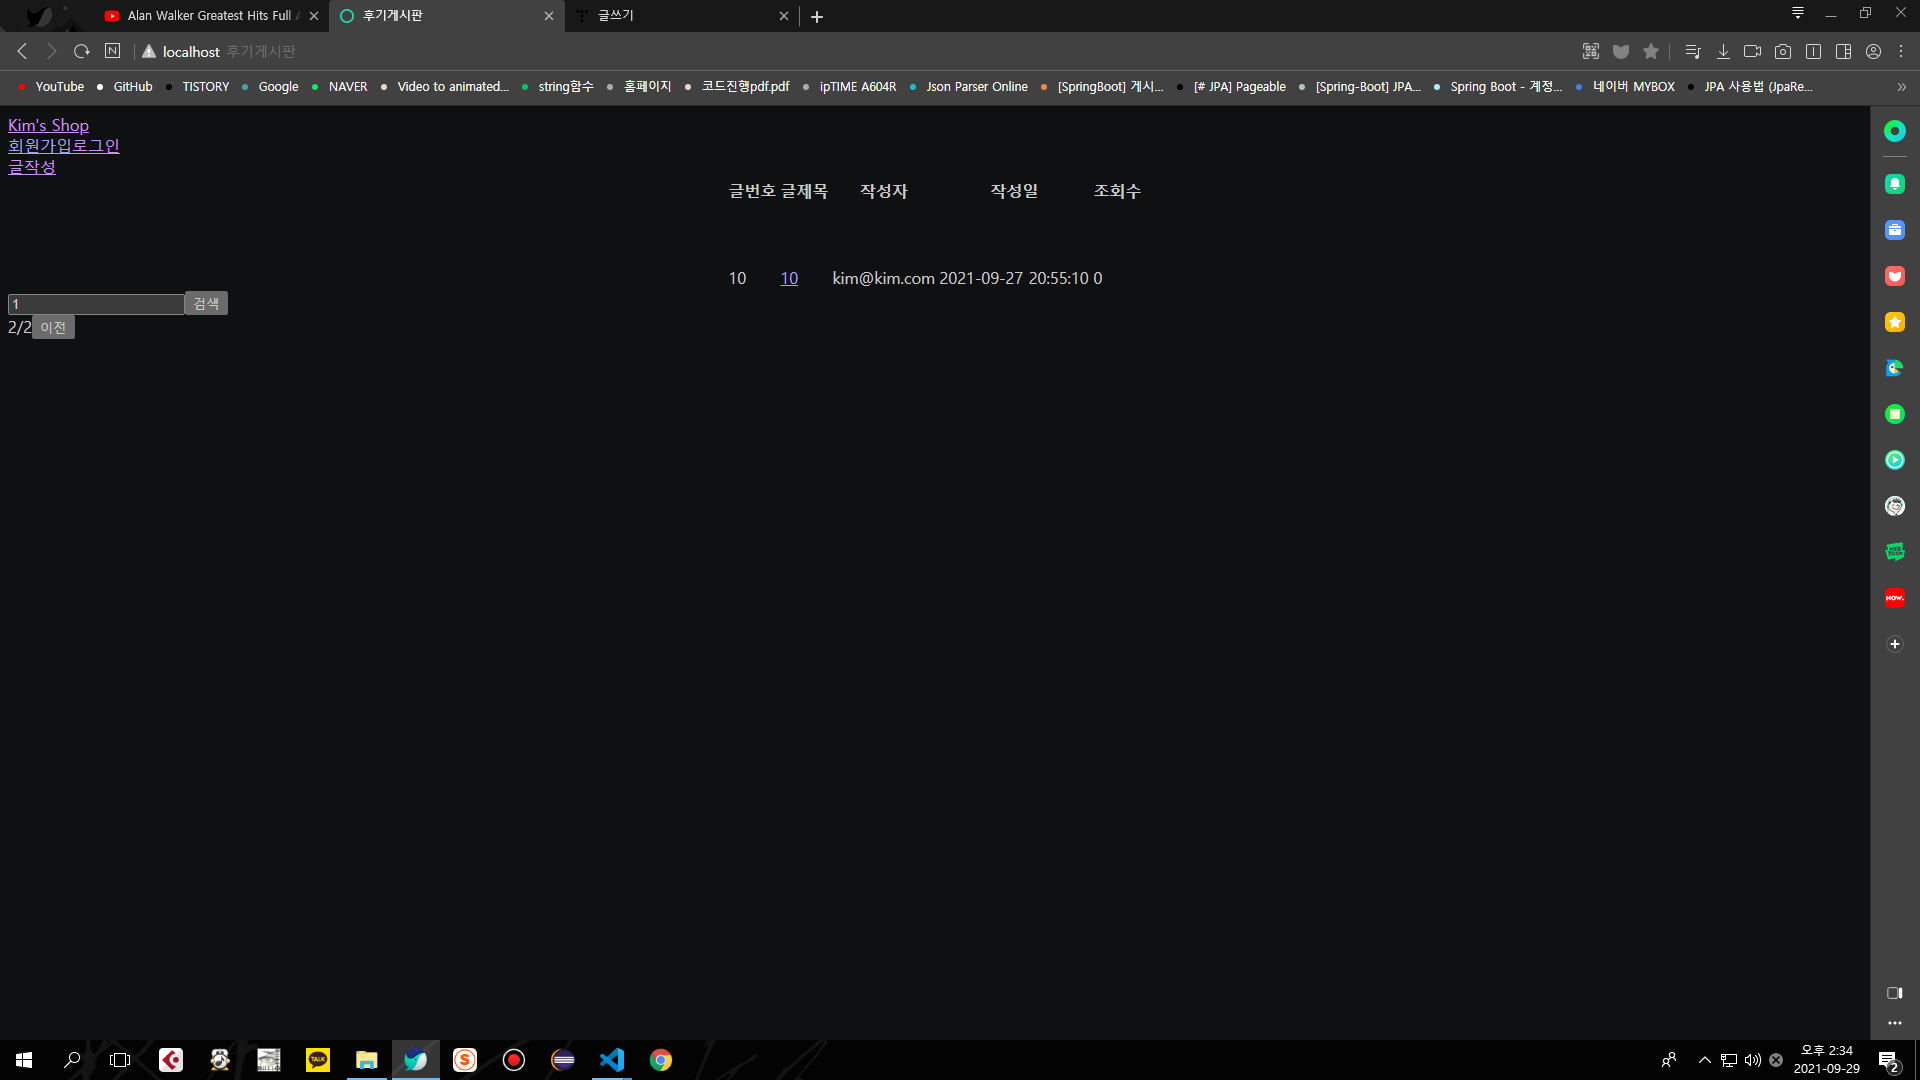 Alan Walker Greatest Hits Full
후기게시판
글쓰기
N
localhost 후기게시판
YouTube GitHub TISTORY Google NAVER Video to animated... string함수 홈페이지 코드진행pdf.pdf ipTIME A604R Json Parser Online [SpringBoot] 게시... [# JPA] Pageable [Spring-Boot] JPA... Spring Boot - 계정... 네이버 MYBOX JPA 사용법 (JpaRe...
Kim's Shop
회원가입로그인
글작성
글번호 글제목 작성자 작성일 조회수
10 10 kim@kim.com 2021-09-27 20:55:10 0
1 검색
2/2 이전
WEB
TOON
NOW.
TALK
S
오후 2:34
2021-09-29
2